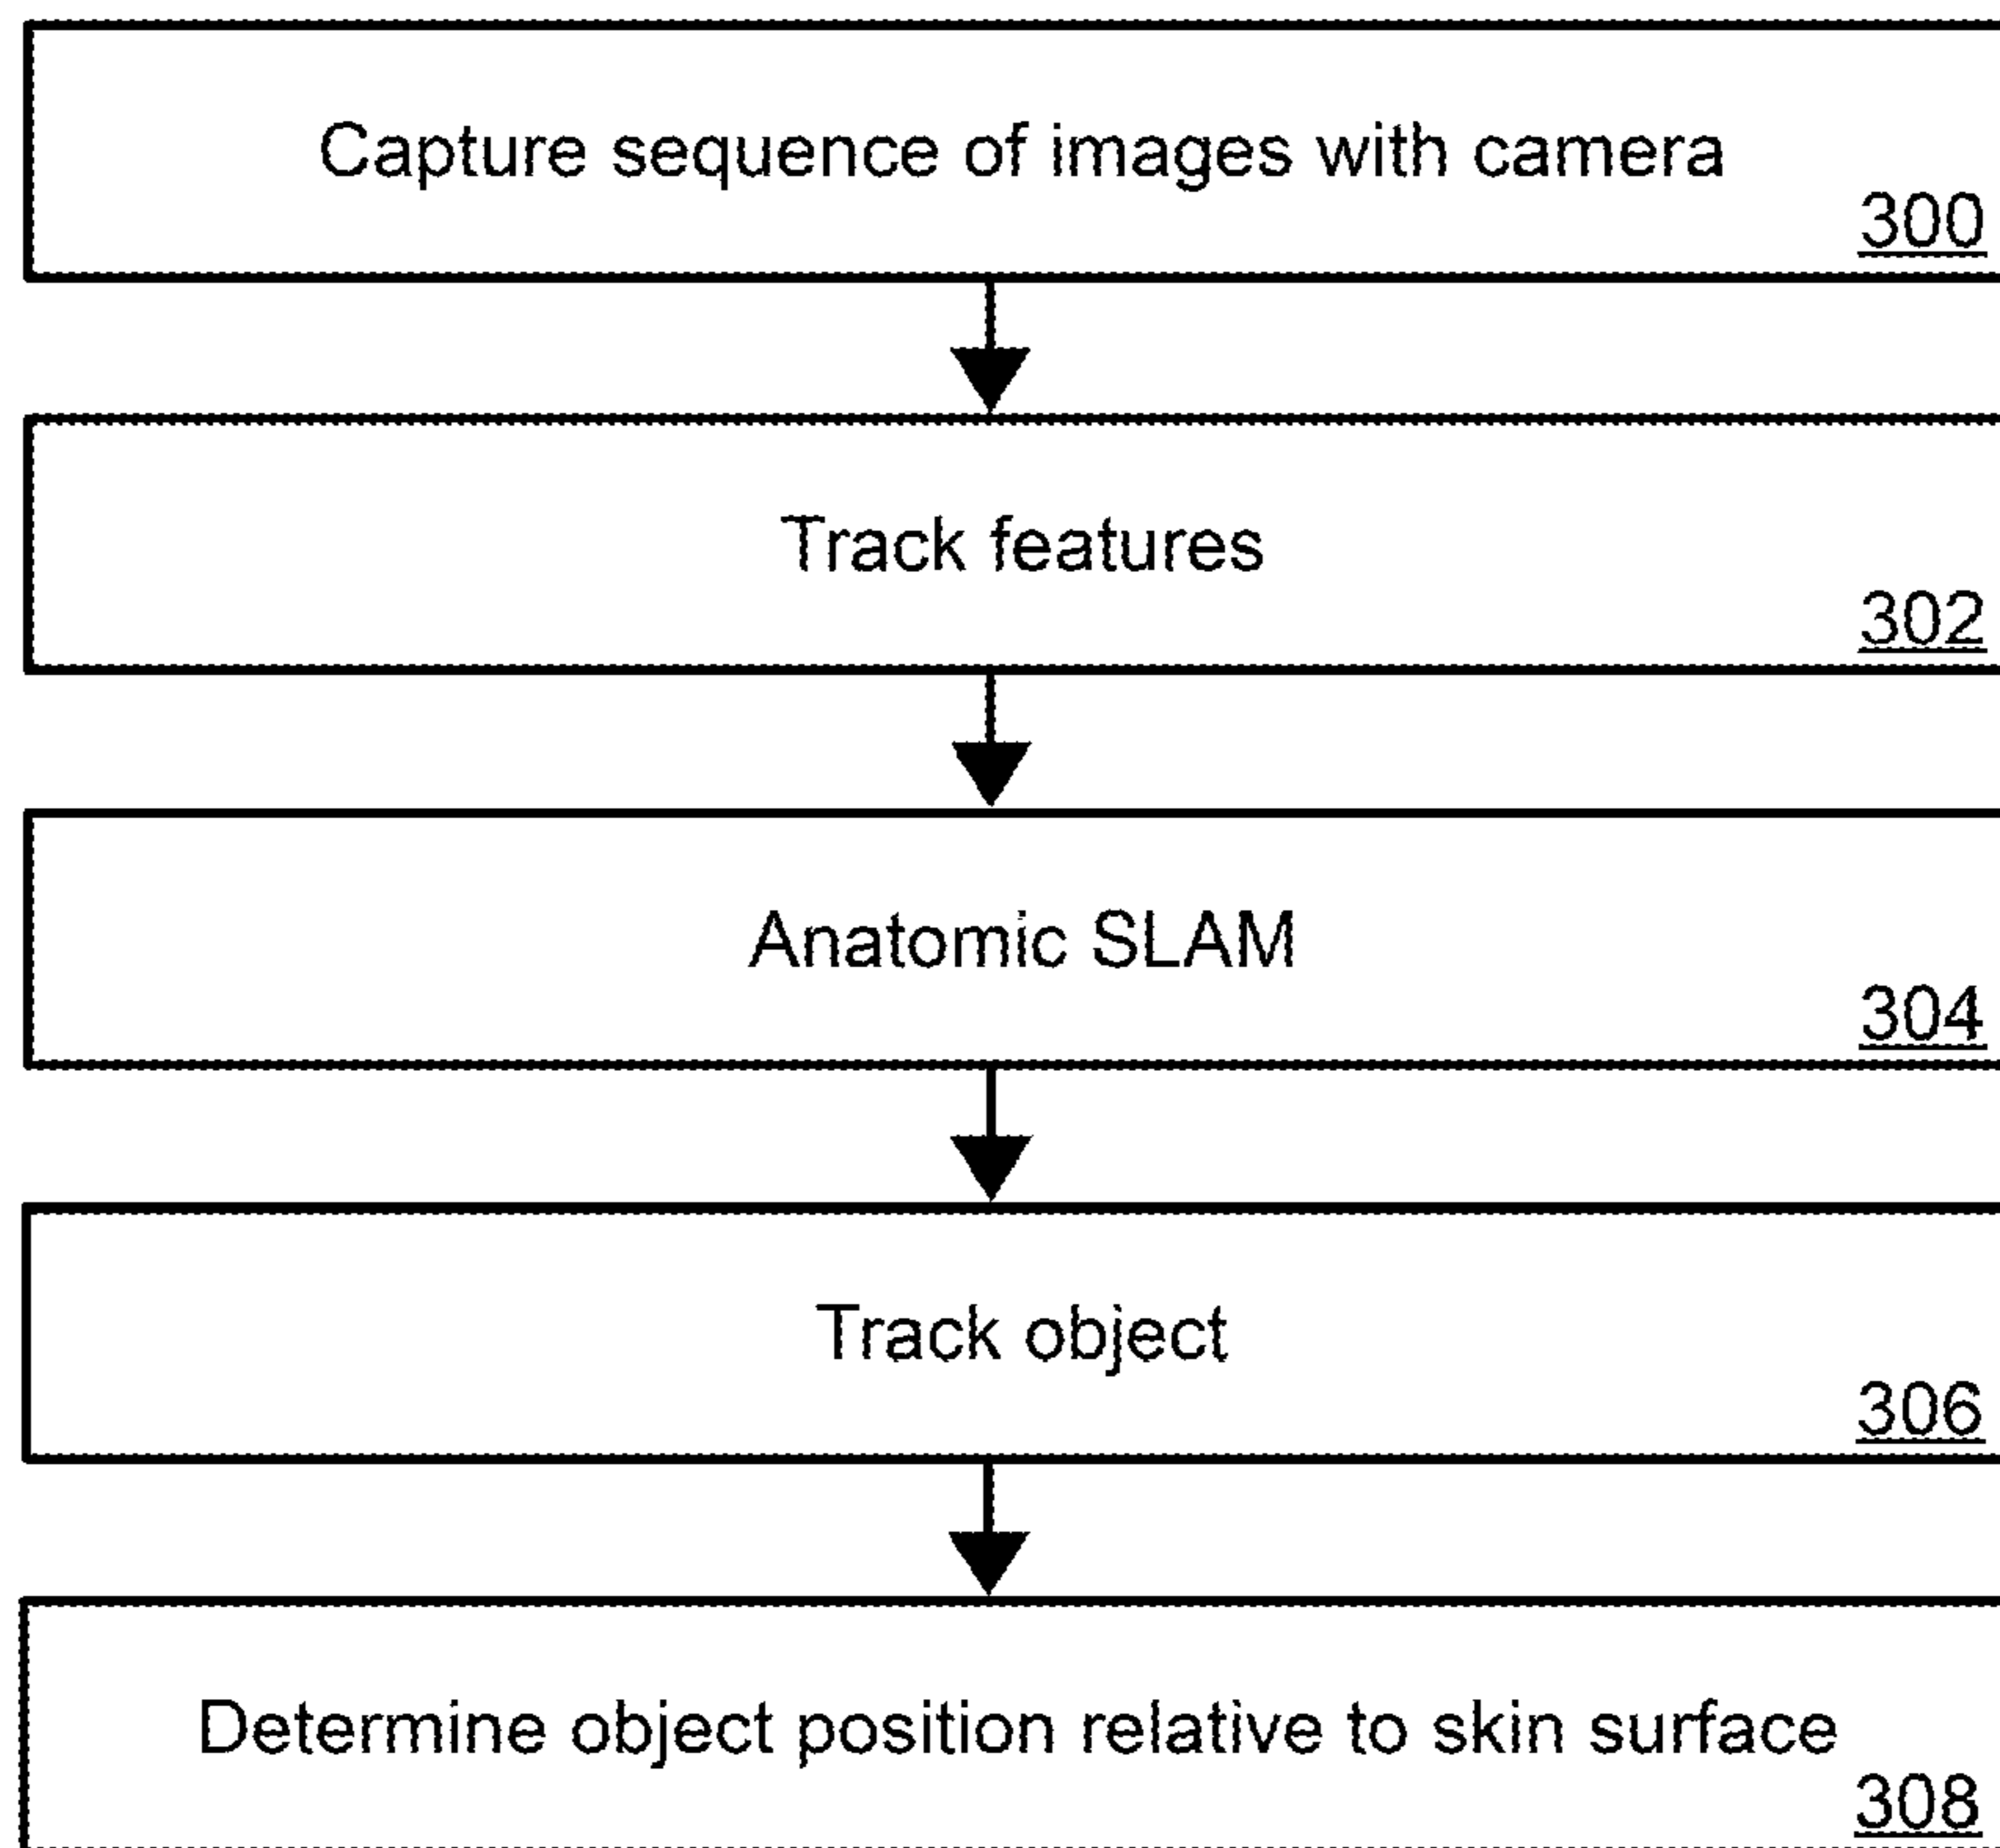 Capture sequence of images with camera
300
Track features
302
Anatomic SLAM
304
Track object
306
Determine object position relative to skin surface
308